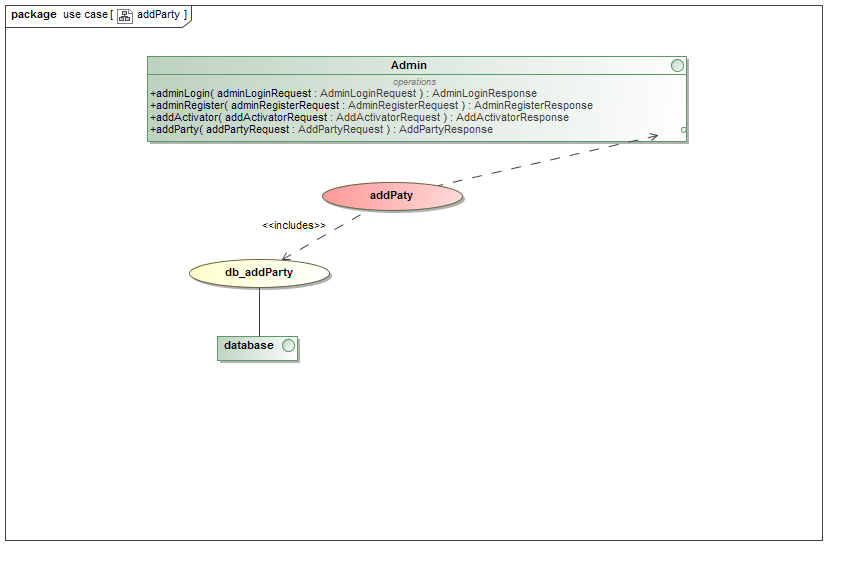 package use case [ addParty ]
Admin
operations
+adminLogin( adminLoginRequest : AdminLoginRequest ) : AdminLoginResponse
+adminRegister( adminRegisterRequest : AdminRegisterRequest ) : AdminRegisterResponse
+addActivator( addActivatorRequest : AddActivatorRequest ) : AddActivatorResponse
+addParty( addPartyRequest : AddPartyRequest ) : AddPartyResponse
addPaty
<<includes>>
db_addParty
database